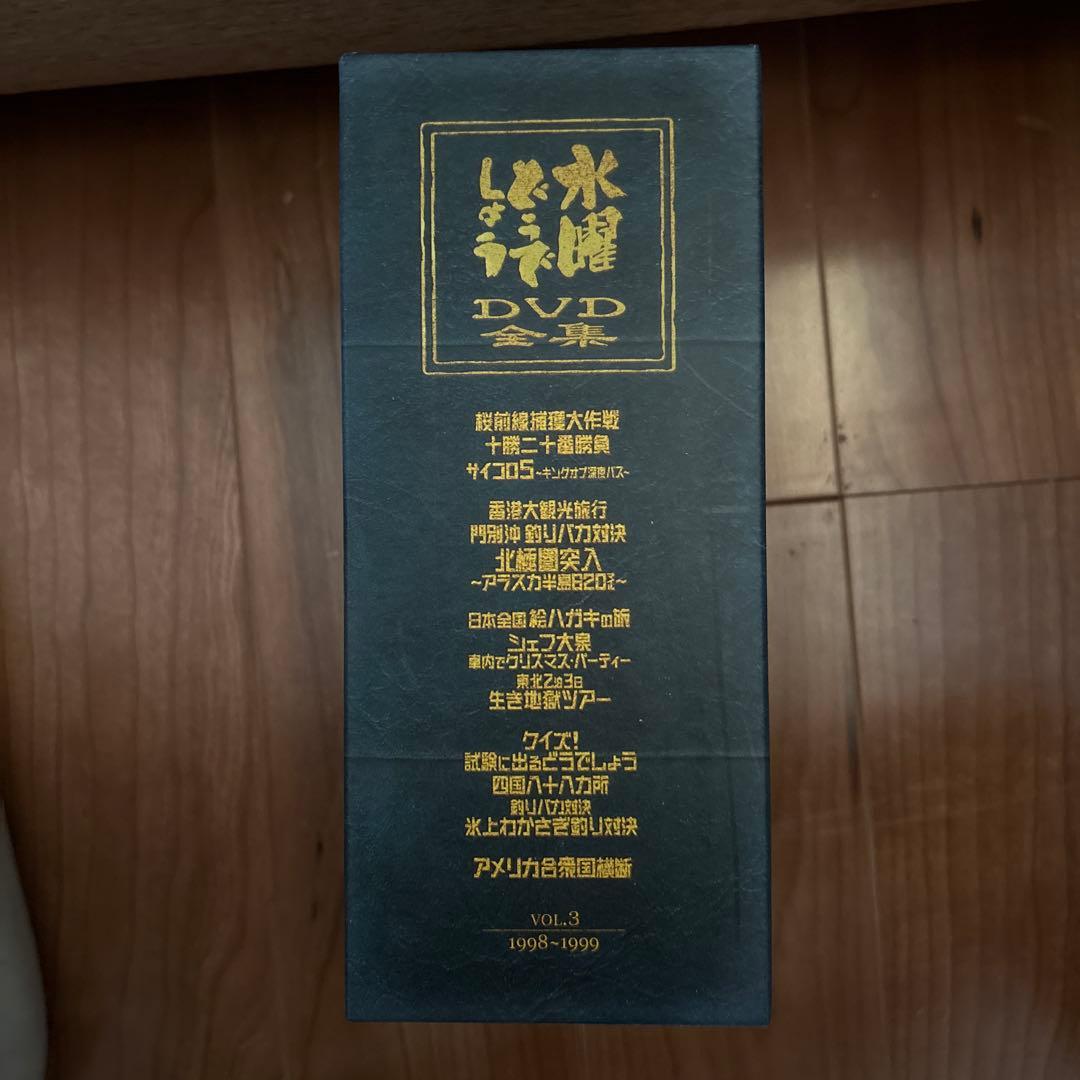 水曜
どうで
しょう
DVD
全集
桜前線捕獲大作戦
十勝二十番勝負
サイコロ5~キングオブ深夜バス~
香港大観光旅行
門別沖 釣りバカ対決
北極圏突入
~アラスカ半島620マイル~
日本全国 絵ハガキの旅
シェフ大泉
車内でクリスマス・パーティー
東北2泊3日
生き地獄ツアー
クイズ!
試験に出るどうでしょう
四国八十八カ所
釣りバカ対決
氷上わかさぎ釣り対決
アメリカ合衆国横断
VOL.3
1998~1999